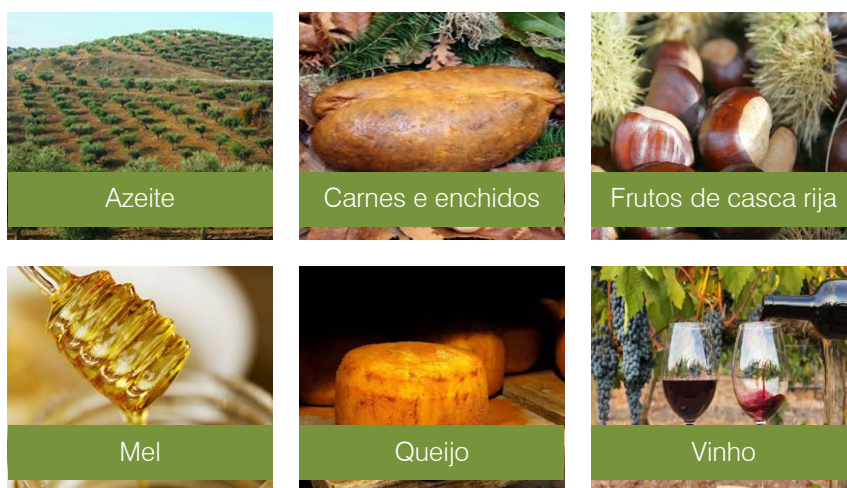 Azeite
Carnes e enchidos
Frutos de casca rija
Mel
Queijo
Vinho